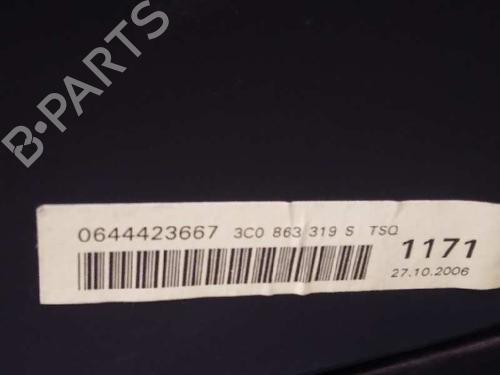 B-PARTS
0644423667 3C0 863 319 S TSQ
1171
27.10.2006